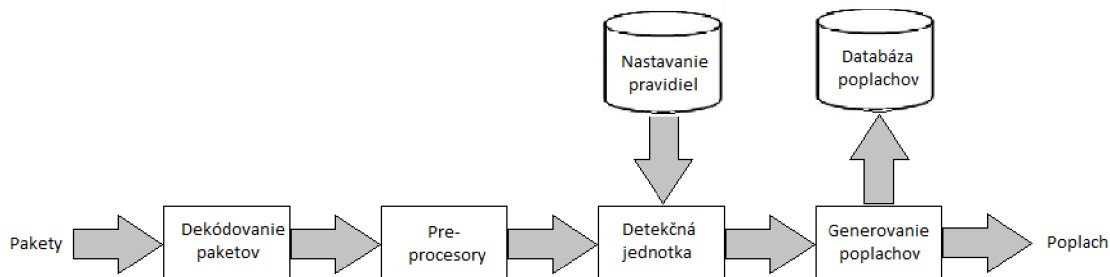 Nastavanie
pravidiel
Databáza
poplachov
Pakety
Dekódovanie
paketov
Pre-
procesory
Detekčná
jednotka
Generovanie
poplachov
Poplach